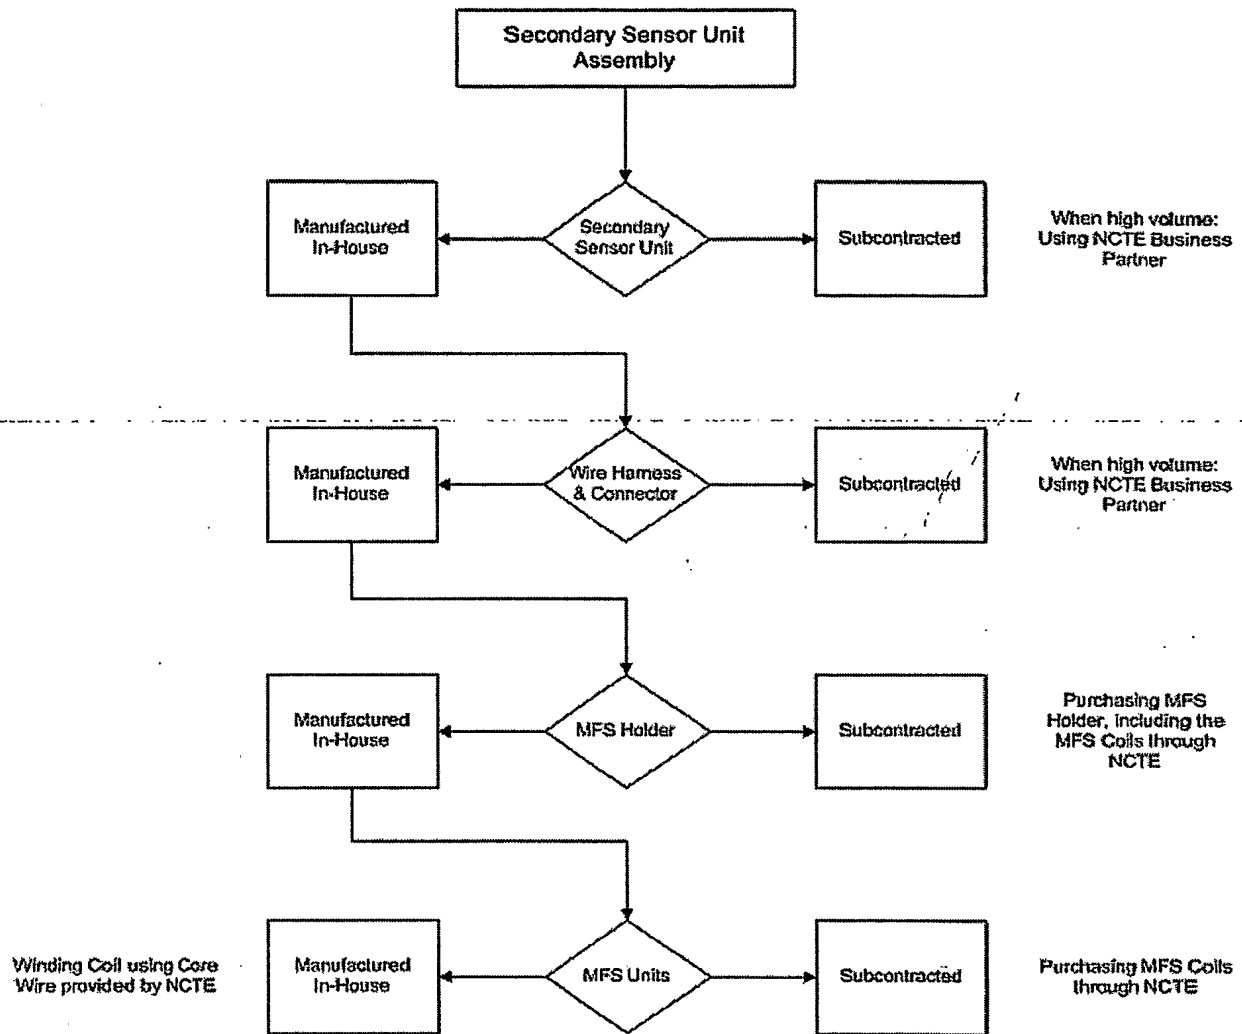 Secondary Sensor Unit
Assembly
Manufactured
In-House
Secondary
Sensor Unit
Subcontracted
When high volume:
Using NCTE Business
Partner
Manufactured
In-House
Wire Harness
& Connector
Subcontracted
When high volume:
Using NCTE Business
Partner
Manufactured
In-House
MFS Holder
Subcontracted
Purchasing MFS
Holder, including the
MFS Coils through
NCTE
Winding Coil using Core
Wire provided by NCTE
Manufactured
In-House
MFS Units
Subcontracted
Purchasing MFS Coils
through NCTE